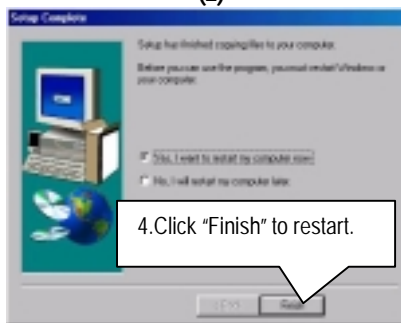 Setup Complete
Setup has finished copying files to your computer.
Before you can use the program, you must restart Windows or
your computer.
Yes, I want to restart my computer now.
No, I will restart my computer later.
4.Click "Finish" to restart.
< Back
Finish